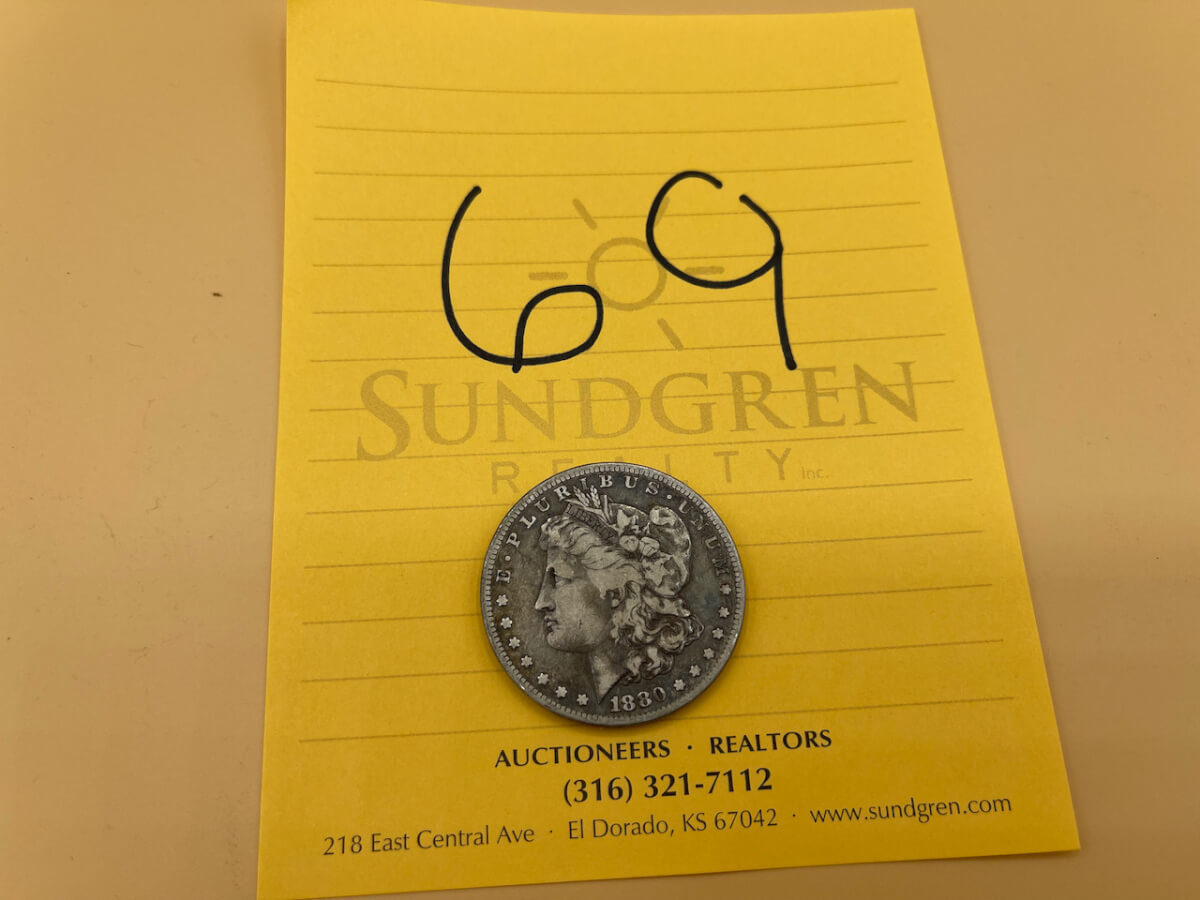 69
SUNDGREN
REALTY Inc.
E · PLURIBUS · UNUM
1880
AUCTIONEERS · REALTORS
(316) 321-7112
218 East Central Ave · El Dorado, KS 67042 · www.sundgren.com